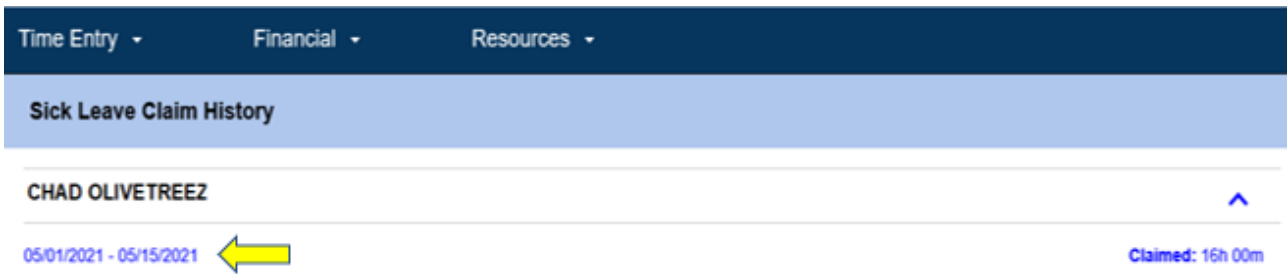 Time Entry Financial Resources
Sick Leave Claim History
CHAD OLIVETREEZ
05/01/2021 - 05/15/2021 Claimed: 16h 00m